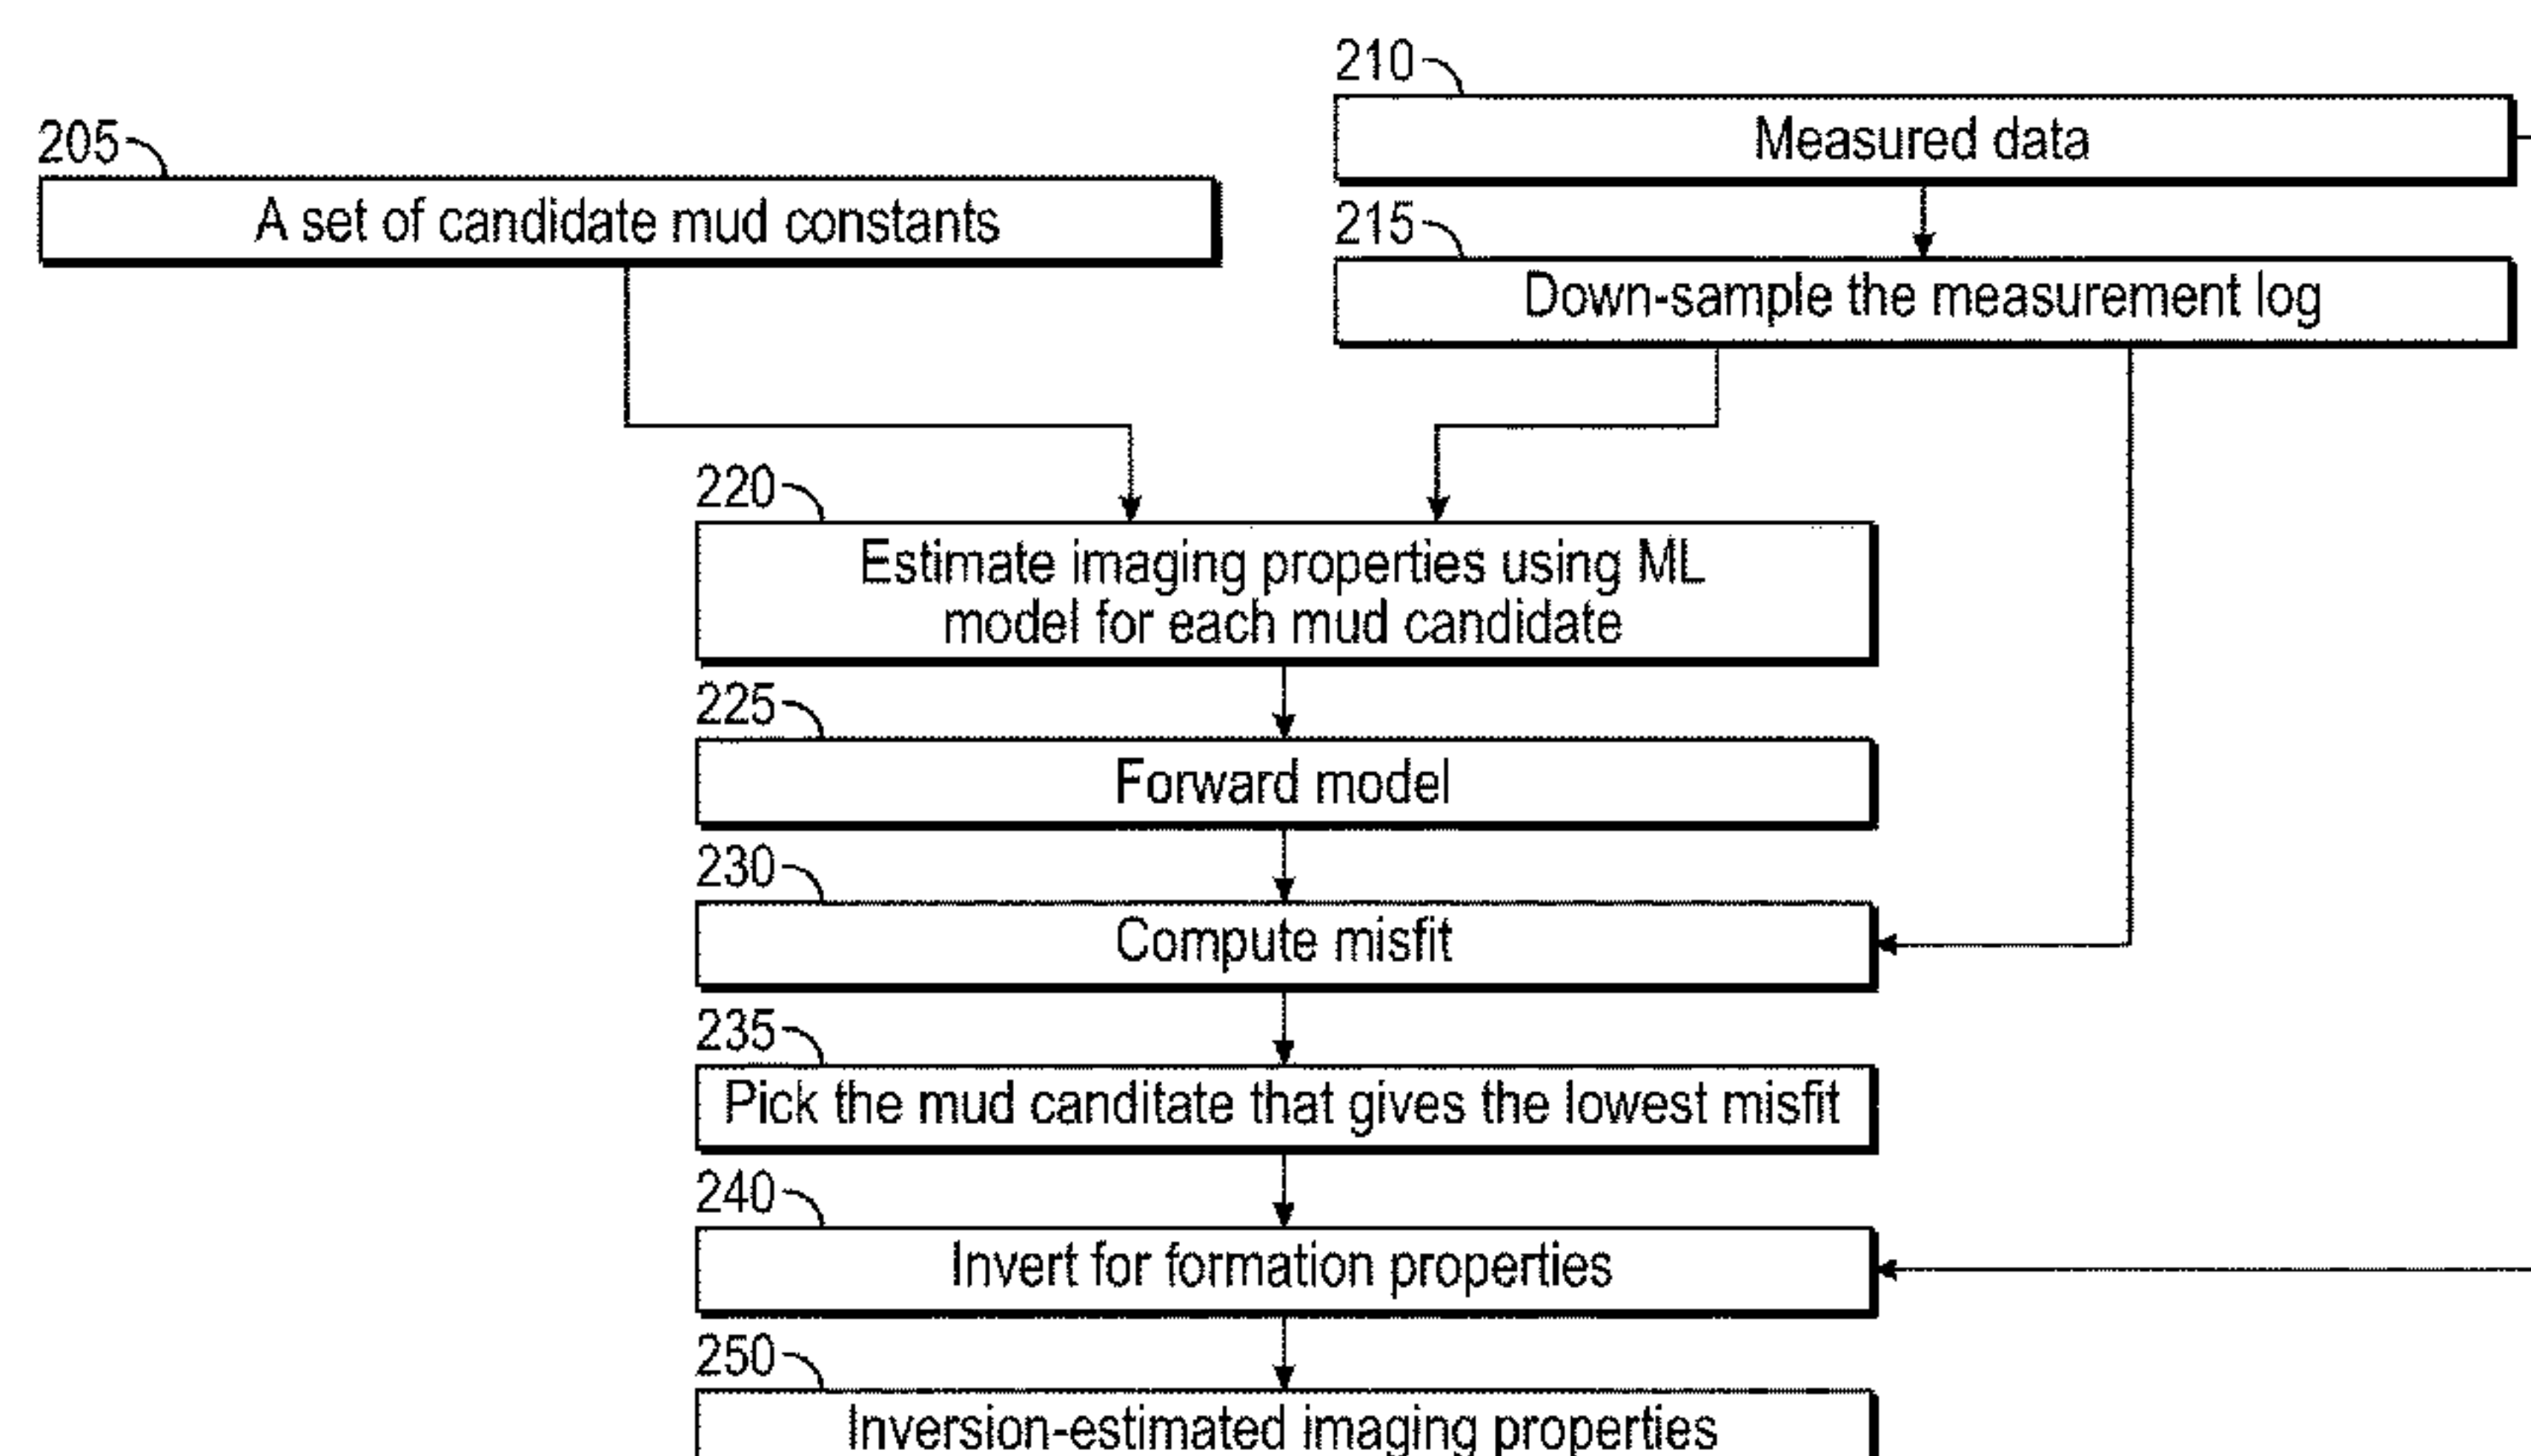 210
Measured data
205
A set of candidate mud constants
215
Down-sample the measurement log
220
Estimate imaging properties using ML
model for each mud candidate
225
Forward model
230
Compute misfit
235
Pick the mud canditate that gives the lowest misfit
240
Invert for formation properties
250
Inversion-estimated imaging properties